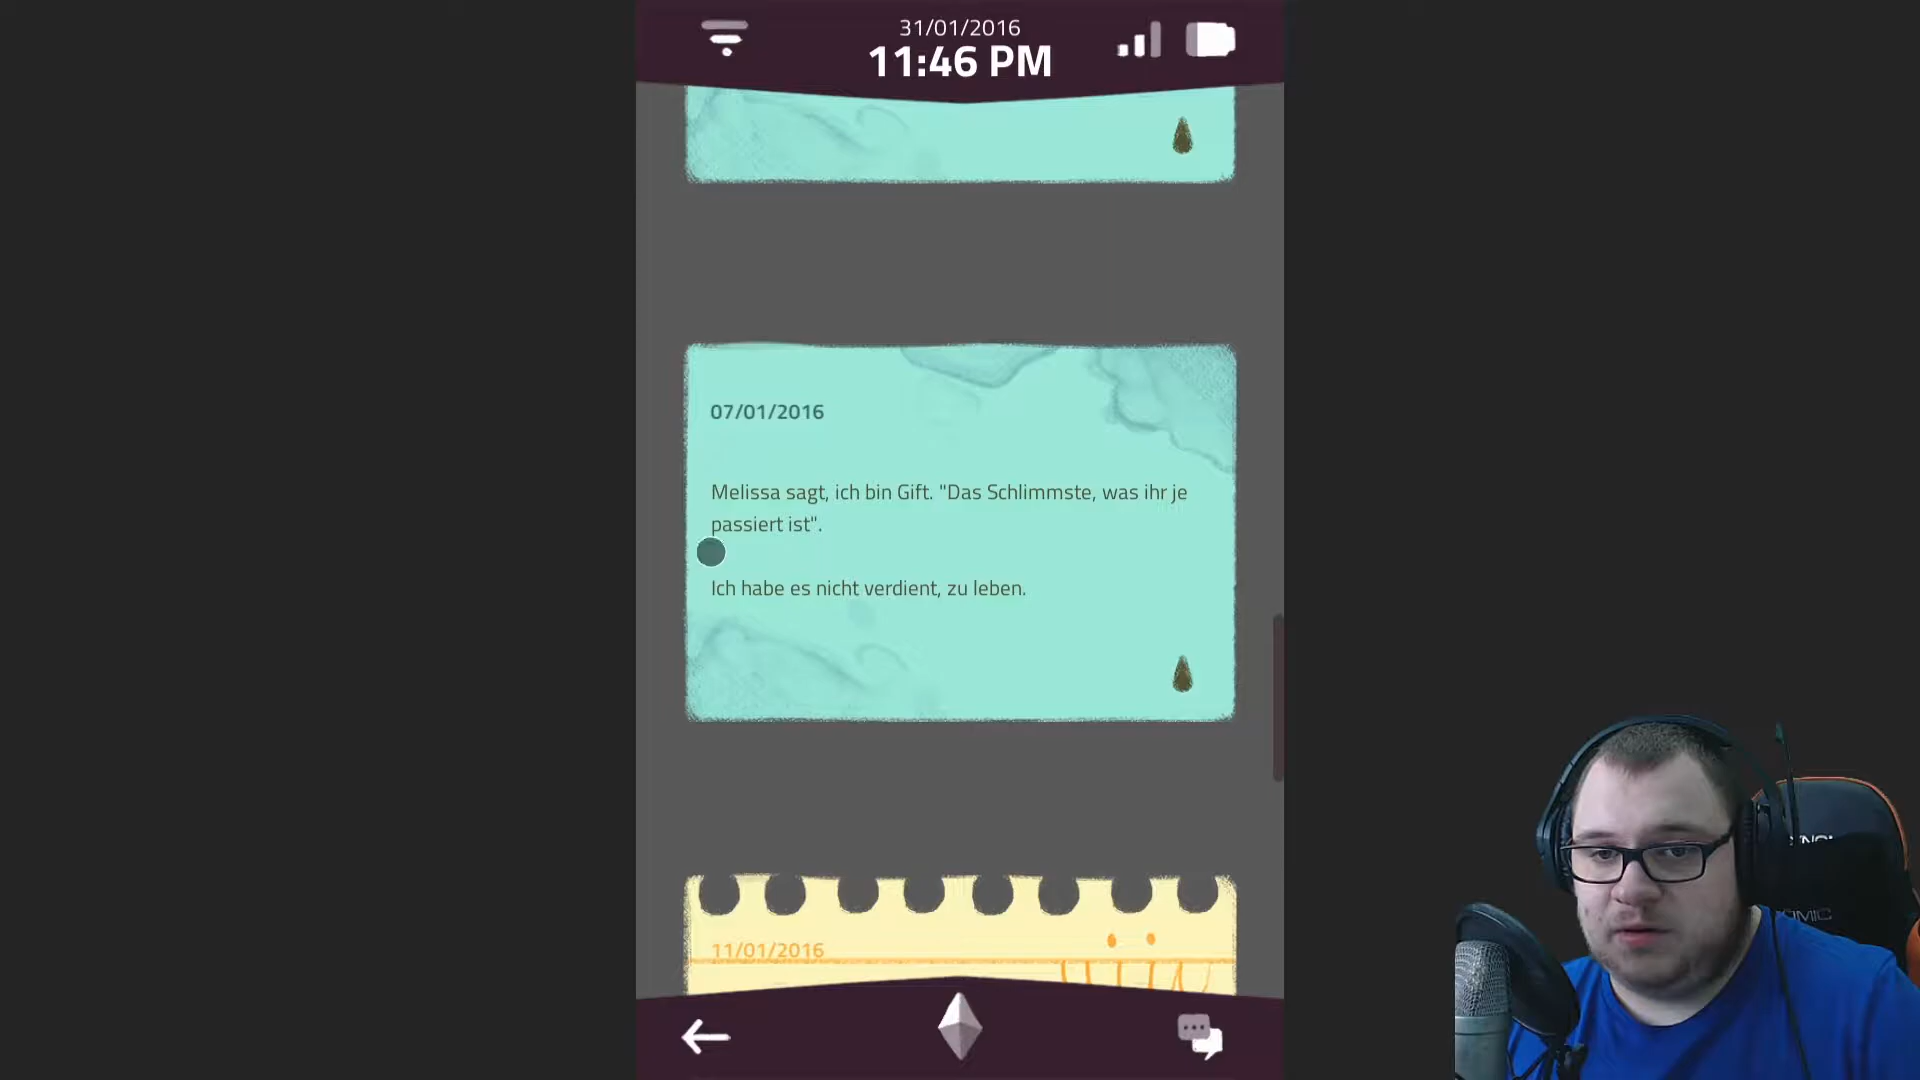 31/01/2016
11:46 PM
07/01/2016
Melissa sagt, ich bin Gift. "Das Schlimmste, was ihr je
passiert ist".
Ich habe es nicht verdient, zu leben.
11/01/2016